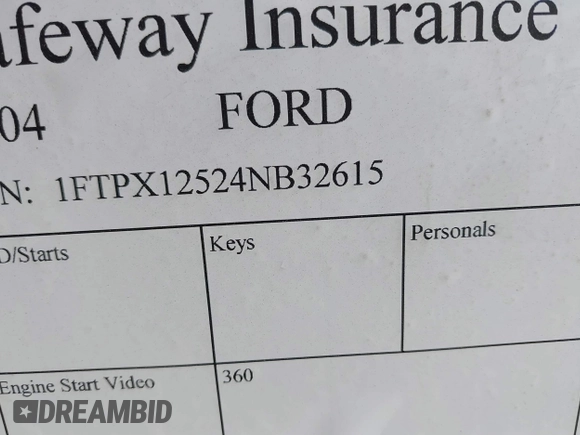 afeway Insurance
04 FORD
N: 1FTPX12524NB32615
D/Starts Keys Personals
Engine Start Video 360
DREAMBID